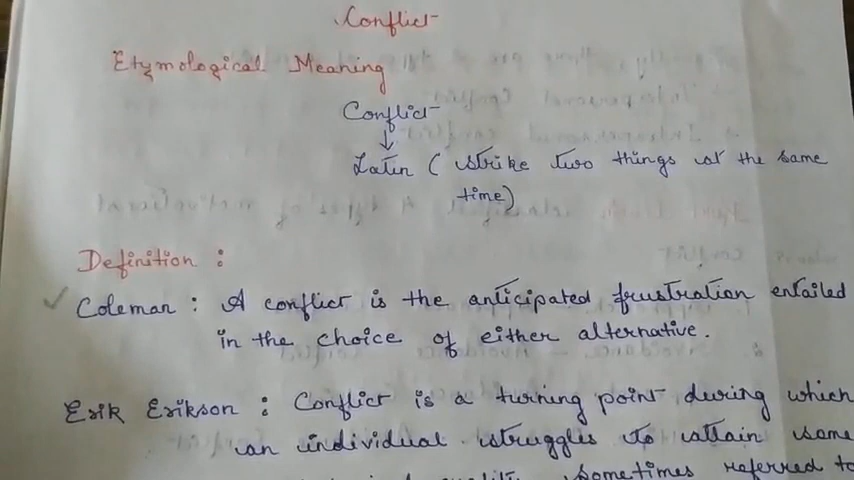 Conflict
Etymological Meaning
Conflict
↓
Latin ( strike two things at the same
time)
Definition :
Coleman : A conflict is the anticipated frustration entailed
in the choice of either alternative.
Erik Erikson : Conflict is a turning point during which
an individual struggles to attain some
Sometimes referred to